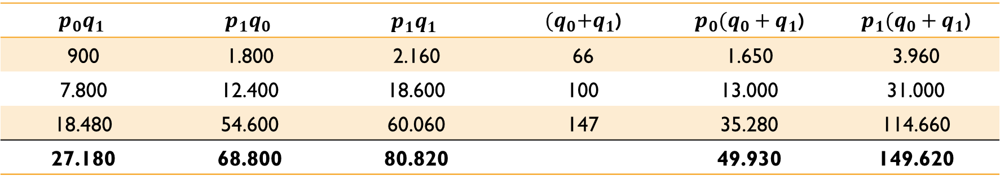 p₀q₁ p₁q₀ p₁q₁ (q₀+q₁) p₀(q₀ + q₁) p₁(q₀ + q₁)
900 1.800 2.160 66 1.650 3.960
7.800 12.400 18.600 100 13.000 31.000
18.480 54.600 60.060 147 35.280 114.660
27.180 68.800 80.820 49.930 149.620